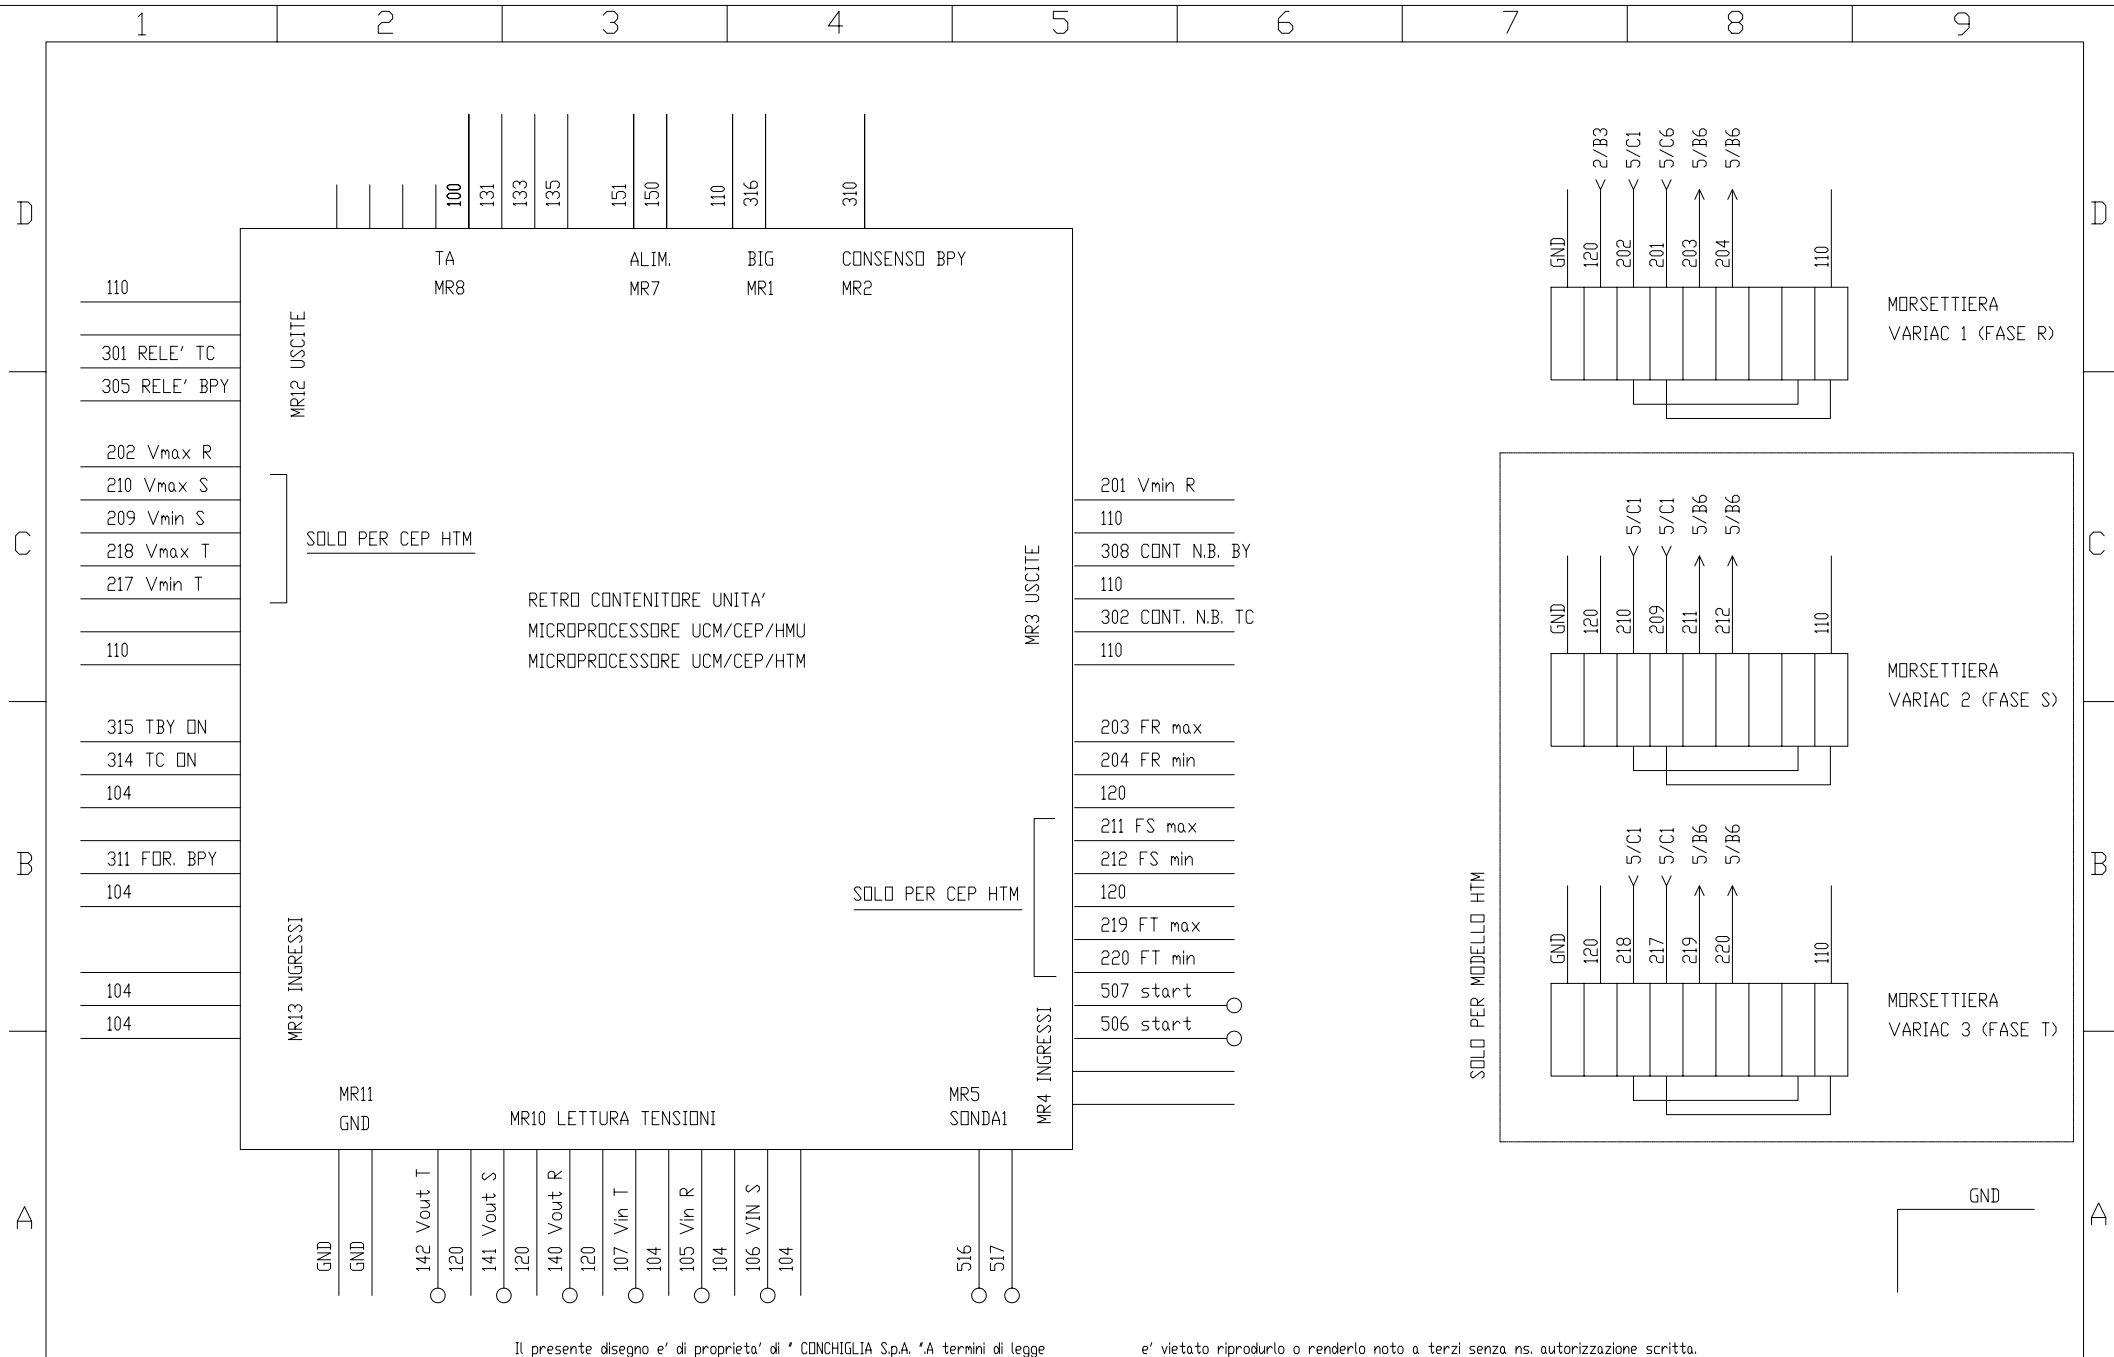 1 2 3 4 5 6 7 8 9
D
D
C
C
B
B
A
A
100
131
133
135
151
150
110
316
310
TA
MR8
ALIM.
MR7
BIG
MR1
CONSENSO BPY
MR2
110
301 RELE' TC
305 RELE' BPY
MR12 USCITE
202 Vmax R
210 Vmax S
209 Vmin S
218 Vmax T
217 Vmin T
110
SOLO PER CEP HTM
RETRO CONTENITORE UNITA'
MICROPROCESSORE UCM/CEP/HMU
MICROPROCESSORE UCM/CEP/HTM
315 TBY ON
314 TC ON
104
311 FOR. BPY
104
104
104
MR13 INGRESSI
201 Vmin R
110
308 CONT N.B. BY
110
302 CONT. N.B. TC
110
MR3 USCITE
203 FR max
204 FR min
120
211 FS max
212 FS min
120
219 FT max
220 FT min
507 start
506 start
SOLO PER CEP HTM
MR4 INGRESSI
MR11
GND
MR10 LETTURA TENSIONI
MR5
SONDA1
GND
GND
142 Vout T
120
141 Vout S
120
140 Vout R
120
107 Vin T
104
105 Vin R
104
106 VIN S
104
516
517
2/B3
5/C1
5/C6
5/B6
5/B6
GND
120
202
201
203
204
110
MORSETTIERA
VARIAC 1 (FASE R)
5/C1
5/C1
5/B6
5/B6
GND
120
210
209
211
212
110
MORSETTIERA
VARIAC 2 (FASE S)
5/C1
5/C1
5/B6
5/B6
GND
120
218
217
219
220
110
MORSETTIERA
VARIAC 3 (FASE T)
SOLO PER MODELLO HTM
GND
Il presente disegno e' di proprieta' di " CONCHIGLIA S.p.A. ".A termini di legge e' vietato riprodurlo o renderlo noto a terzi senza ns. autorizzazione scritta.